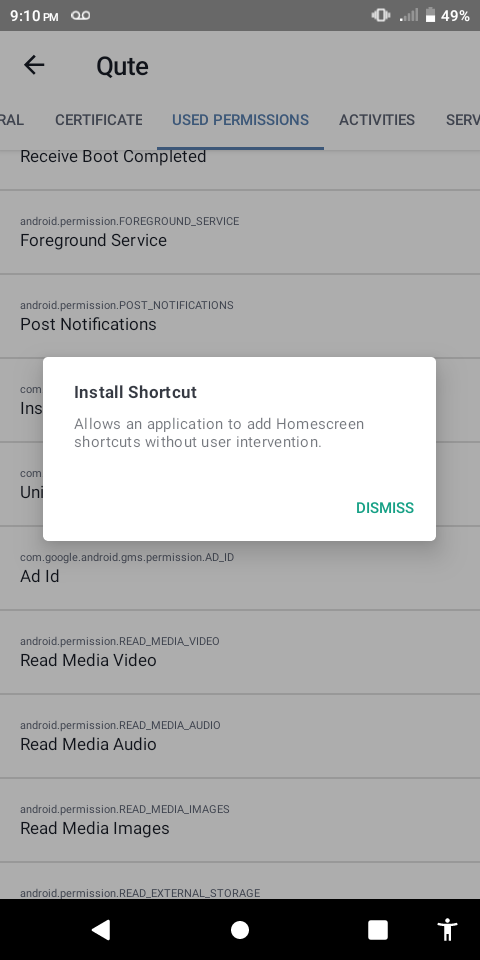 9:10 PM
49%
Qute
RAL CERTIFICATE USED PERMISSIONS ACTIVITIES SERV
Receive Boot Completed
android.permission.FOREGROUND_SERVICE
Foreground Service
android.permission.POST_NOTIFICATIONS
Post Notifications
com
Ins
Install Shortcut
Allows an application to add Homescreen
shortcuts without user intervention.
DISMISS
com
Uni
com.google.android.gms.permission.AD_ID
Ad Id
android.permission.READ_MEDIA_VIDEO
Read Media Video
android.permission.READ_MEDIA_AUDIO
Read Media Audio
android.permission.READ_MEDIA_IMAGES
Read Media Images
android.permission.READ_EXTERNAL_STORAGE